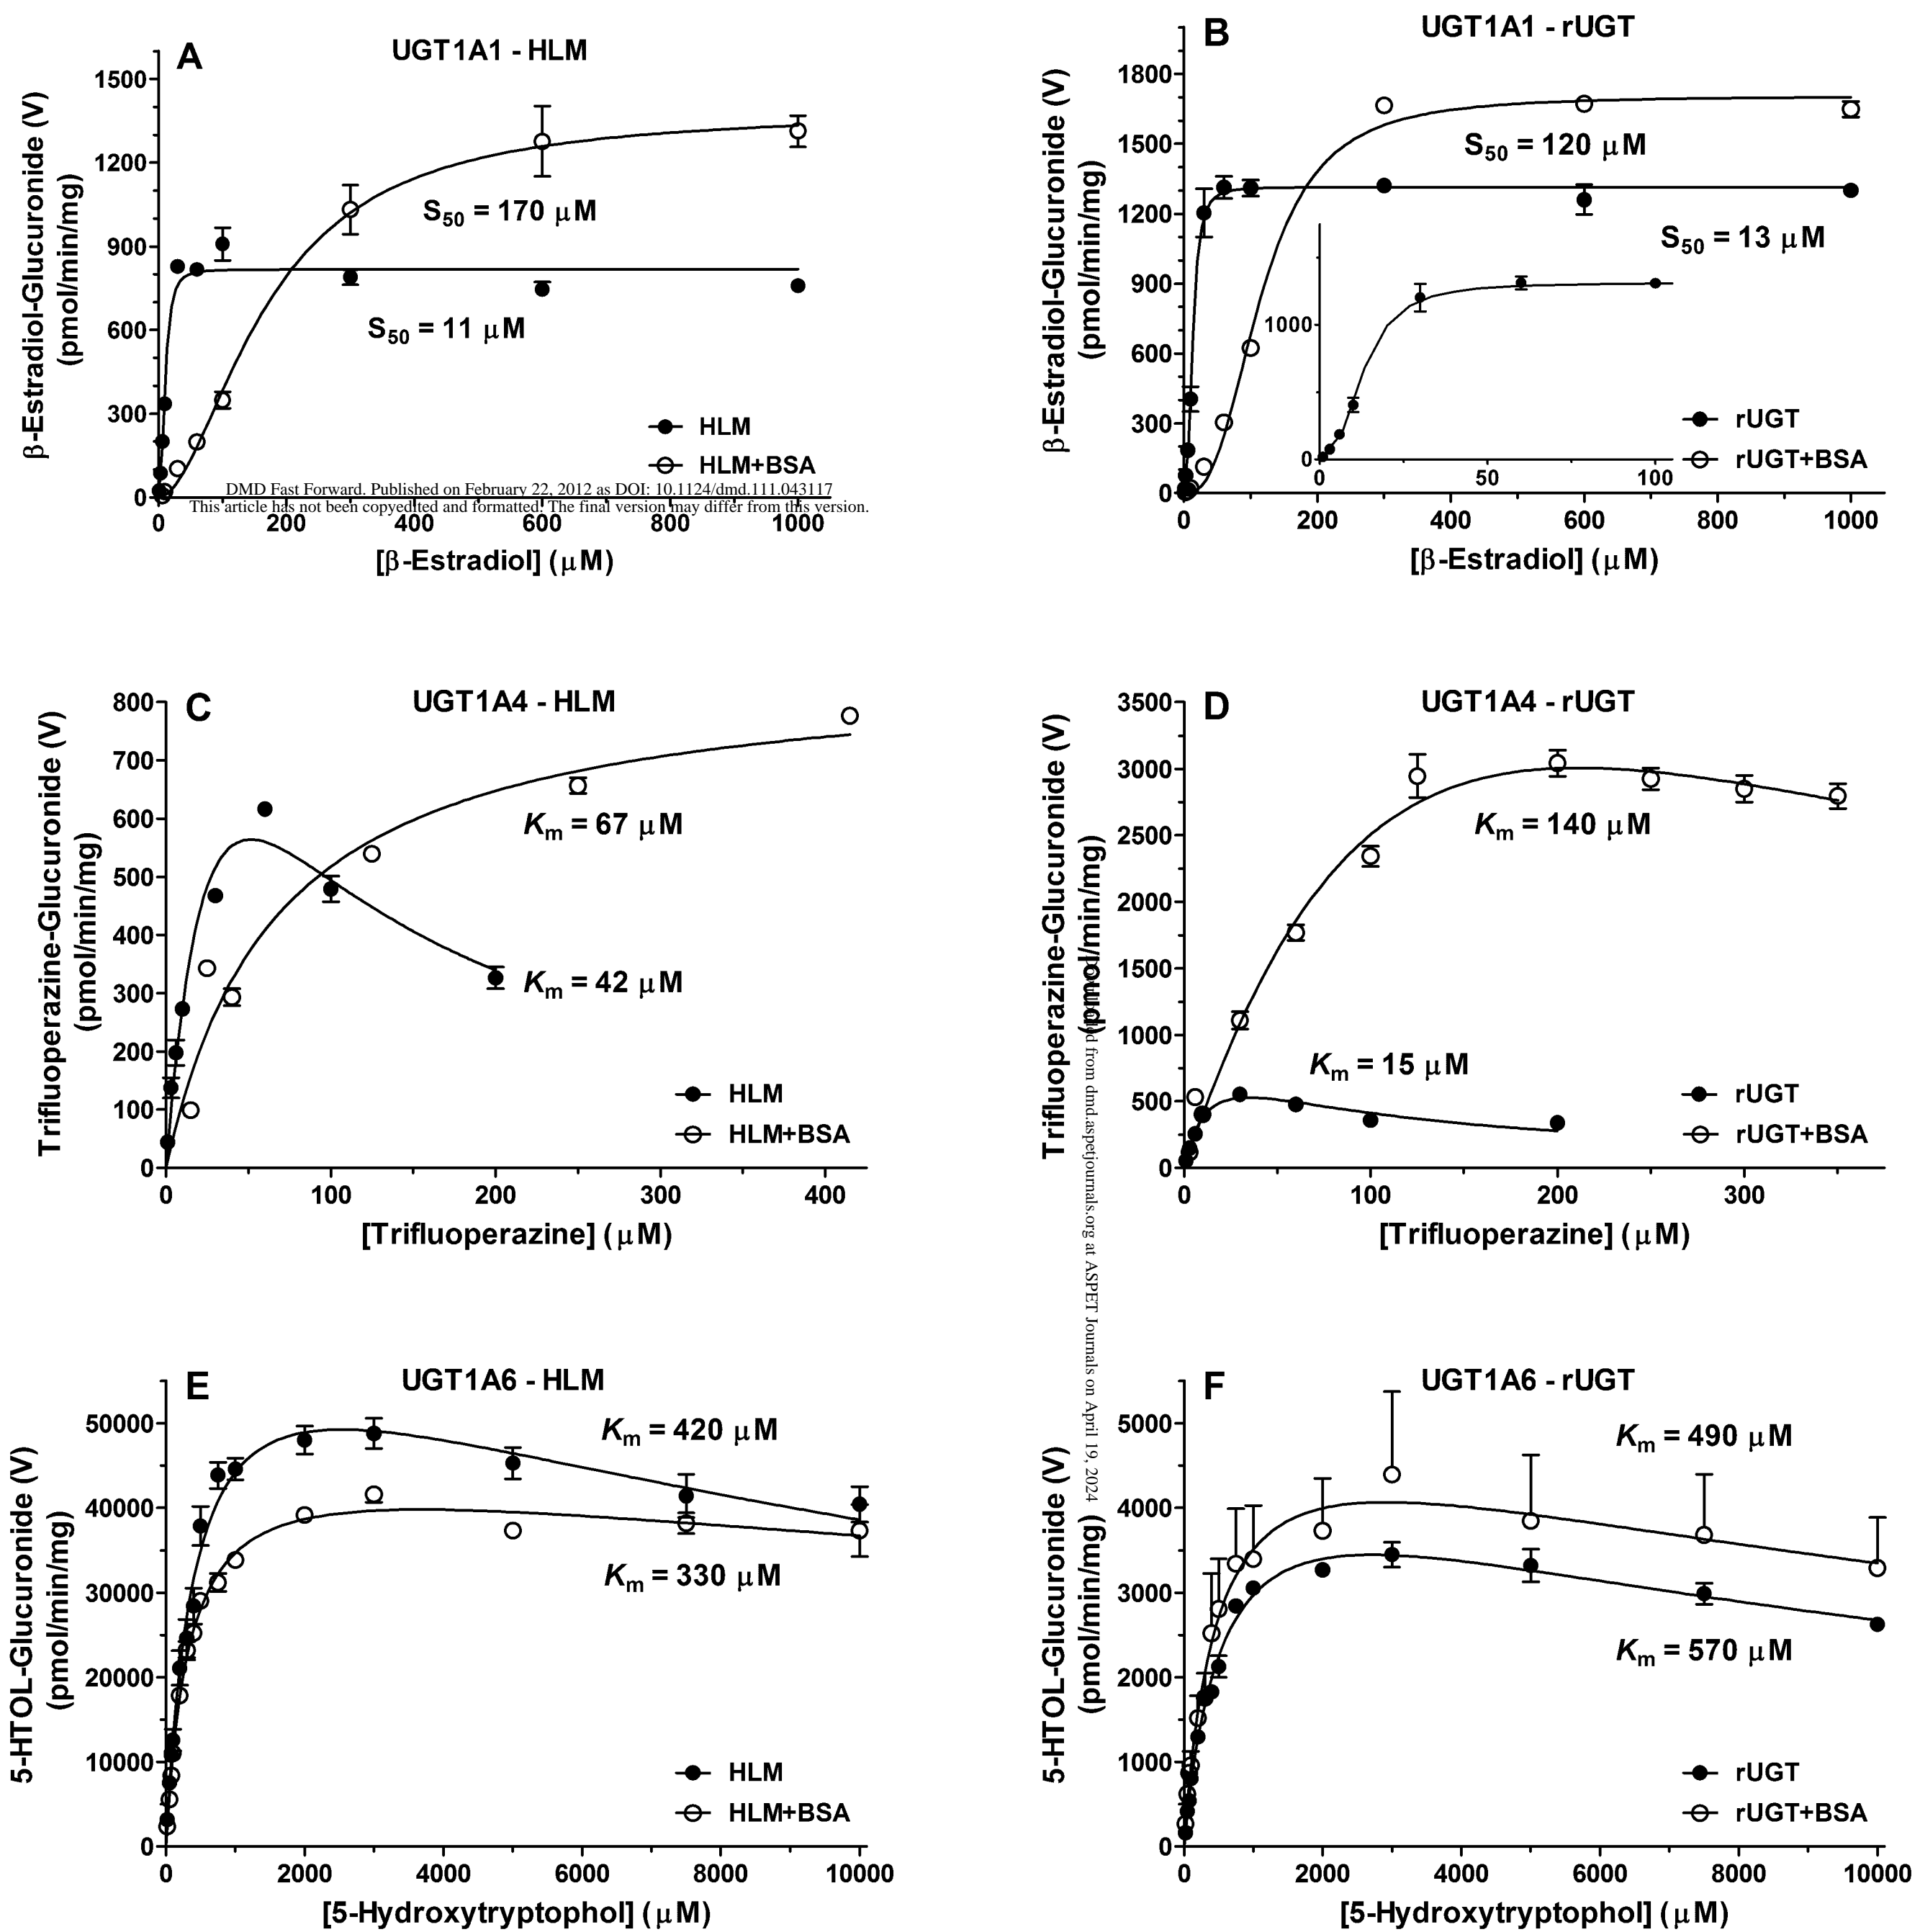 A
UGT1A1 - HLM
β-Estradiol-Glucuronide (V)
(pmol/min/mg)
1500
1200
900
600
300
0
S50 = 170 μM
S50 = 11 μM
HLM
HLM+BSA
DMD Fast Forward. Published on February 22, 2012 as DOI: 10.1124/dmd.111.043117
This article has not been copyedited and formatted. The final version may differ from this version.
0 200 400 600 800 1000
[β-Estradiol] (μM)
B
UGT1A1 - rUGT
β-Estradiol-Glucuronide (V)
(pmol/min/mg)
1800
1500
1200
900
600
300
0
S50 = 120 μM
S50 = 13 μM
1000
0
0 50 100
rUGT
rUGT+BSA
0 200 400 600 800 1000
[β-Estradiol] (μM)
C
UGT1A4 - HLM
Trifluoperazine-Glucuronide (V)
(pmol/min/mg)
800
700
600
500
400
300
200
100
0
Km = 67 μM
Km = 42 μM
HLM
HLM+BSA
0 100 200 300 400
[Trifluoperazine] (μM)
D
UGT1A4 - rUGT
Trifluoperazine-Glucuronide (V)
(pmol/min/mg)
3500
3000
2500
2000
1500
1000
500
0
Km = 140 μM
Km = 15 μM
rUGT
rUGT+BSA
0 100 200 300
[Trifluoperazine] (μM)
Downloaded from dmd.aspetjournals.org at ASPET Journals on April 19, 2024
E
UGT1A6 - HLM
5-HTOL-Glucuronide (V)
(pmol/min/mg)
50000
40000
30000
20000
10000
0
Km = 420 μM
Km = 330 μM
HLM
HLM+BSA
0 2000 4000 6000 8000 10000
[5-Hydroxytryptophol] (μM)
F
UGT1A6 - rUGT
5-HTOL-Glucuronide (V)
(pmol/min/mg)
5000
4000
3000
2000
1000
0
Km = 490 μM
Km = 570 μM
rUGT
rUGT+BSA
0 2000 4000 6000 8000 10000
[5-Hydroxytryptophol] (μM)